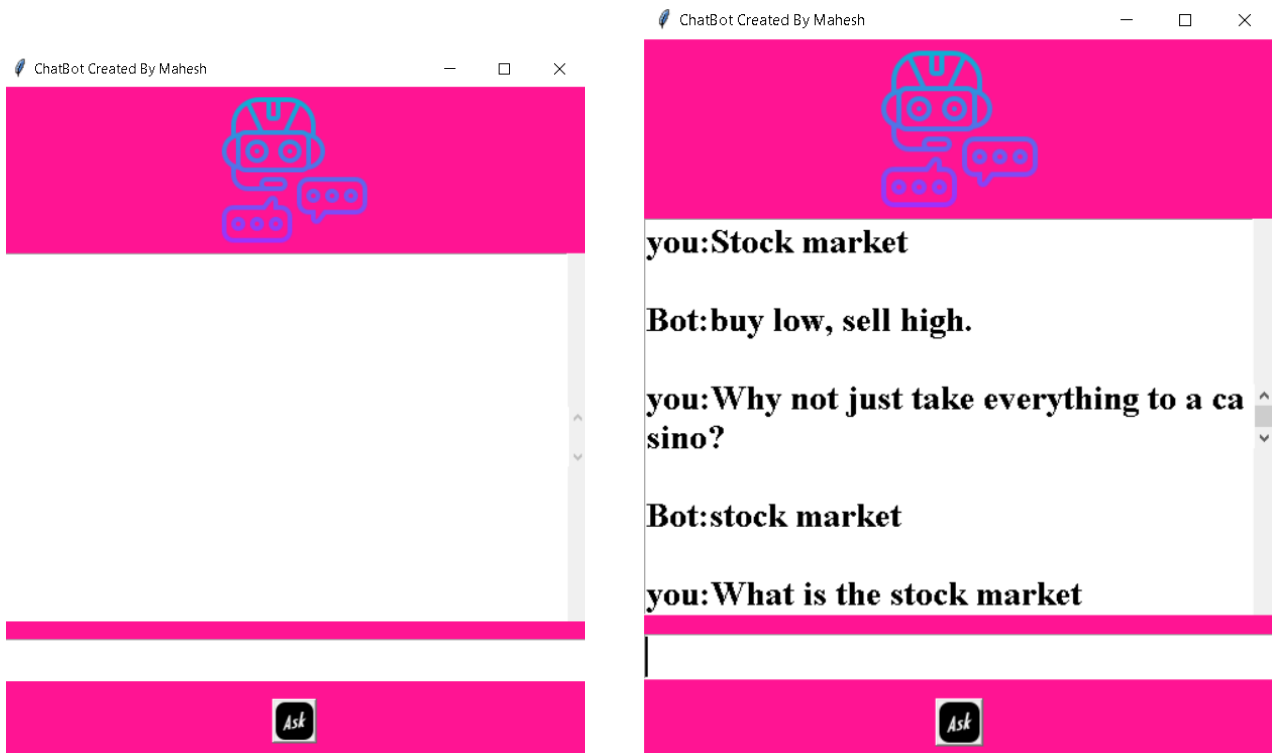 ChatBot Created By Mahesh
Ask
ChatBot Created By Mahesh
you:Stock market
Bot:buy low, sell high.
you:Why not just take everything to a ca
sino?
Bot:stock market
you:What is the stock market
Ask